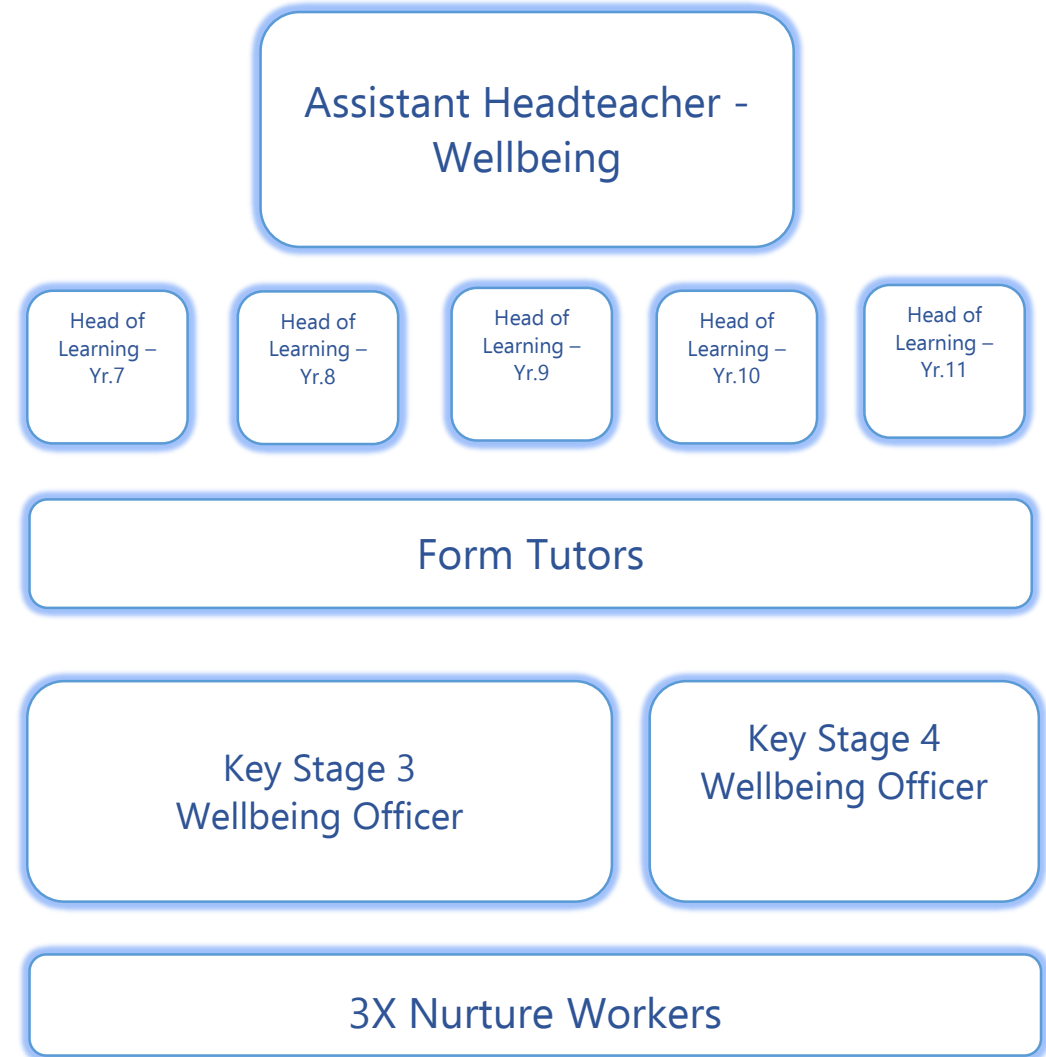 Assistant Headteacher -
Wellbeing
Head of
Learning –
Yr.7
Head of
Learning –
Yr.8
Head of
Learning –
Yr.9
Head of
Learning –
Yr.10
Head of
Learning –
Yr.11
Form Tutors
Key Stage 3
Wellbeing Officer
Key Stage 4
Wellbeing Officer
3X Nurture Workers